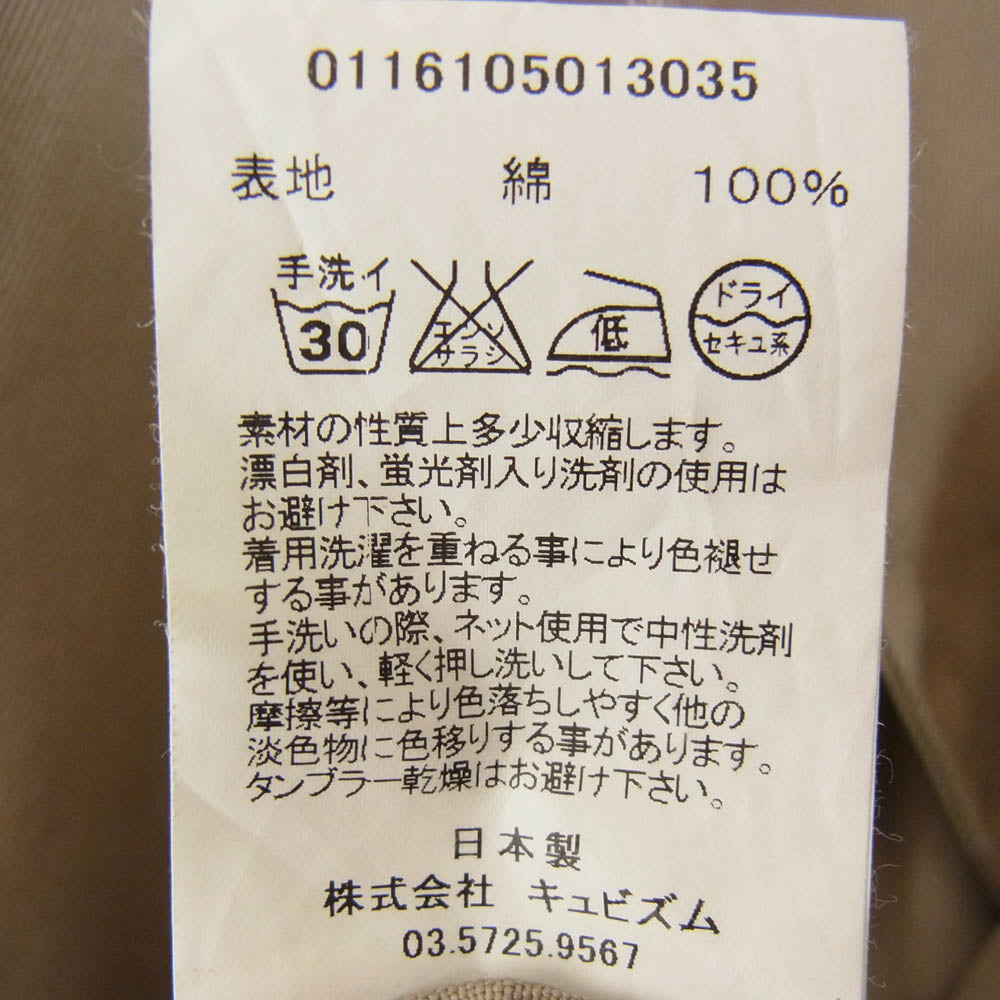 0116105013035
表地 綿 100%
手洗イ エンソ ドライ
30 サラシ 低 セキユ系
素材の性質上多少収縮します。
漂白剤、蛍光剤入り洗剤の使用は
お避け下さい。
着用洗濯を重ねる事により色褪せ
する事があります。
手洗いの際、ネット使用で中性洗剤
を使い、軽く押し洗いして下さい。
摩擦等により色落ちしやすく他の
淡色物に色移りする事があります。
タンブラー乾燥はお避け下さい。
日本製
株式会社 キュビズム
03.5725.9567